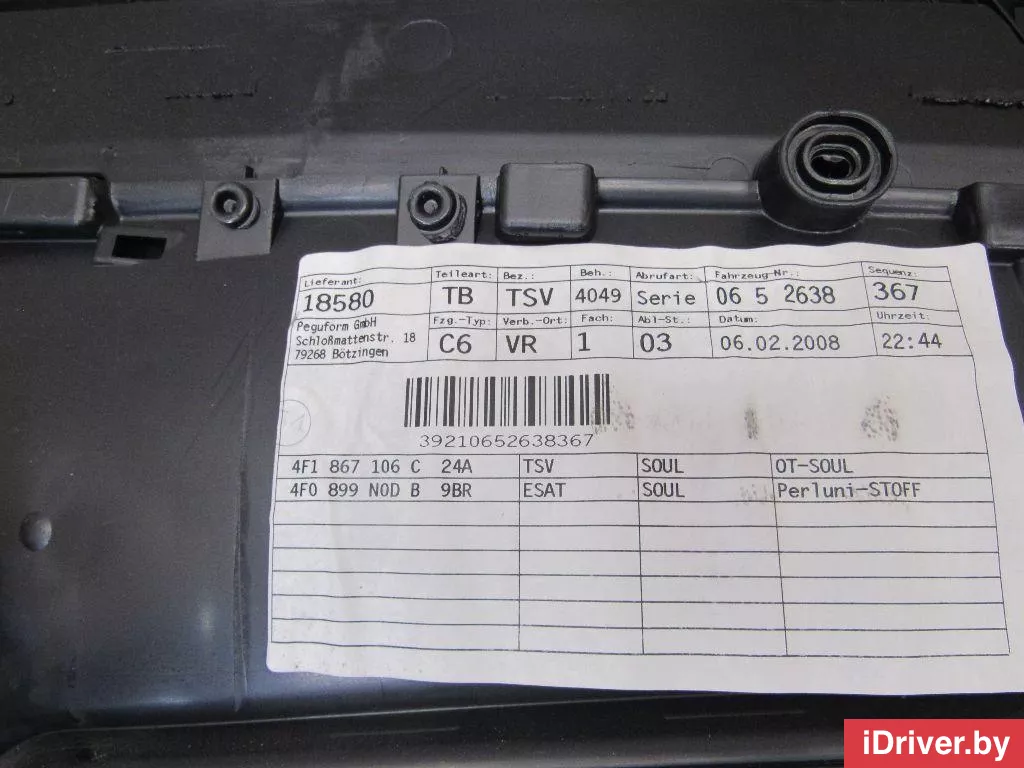 Lieferant: Teileart: Bez.: Beh.: Abrufart: Fahrzeug-Nr.: Sequenz:
18580 TB TSV 4049 Serie 06 5 2638 367
Peguform GmbH Fzg.-Typ: Verb.-Ort: Fach: Abl-St.: Datum: Uhrzeit:
Schloßmattenstr. 18 C6 VR 1 03 06.02.2008 22:44
79268 Bötzingen
39210652638367
4F1 867 106 C 24A TSV SOUL OT-SOUL
4F0 899 N0D B 9BR ESAT SOUL Perluni-STOFF
iDriver.by